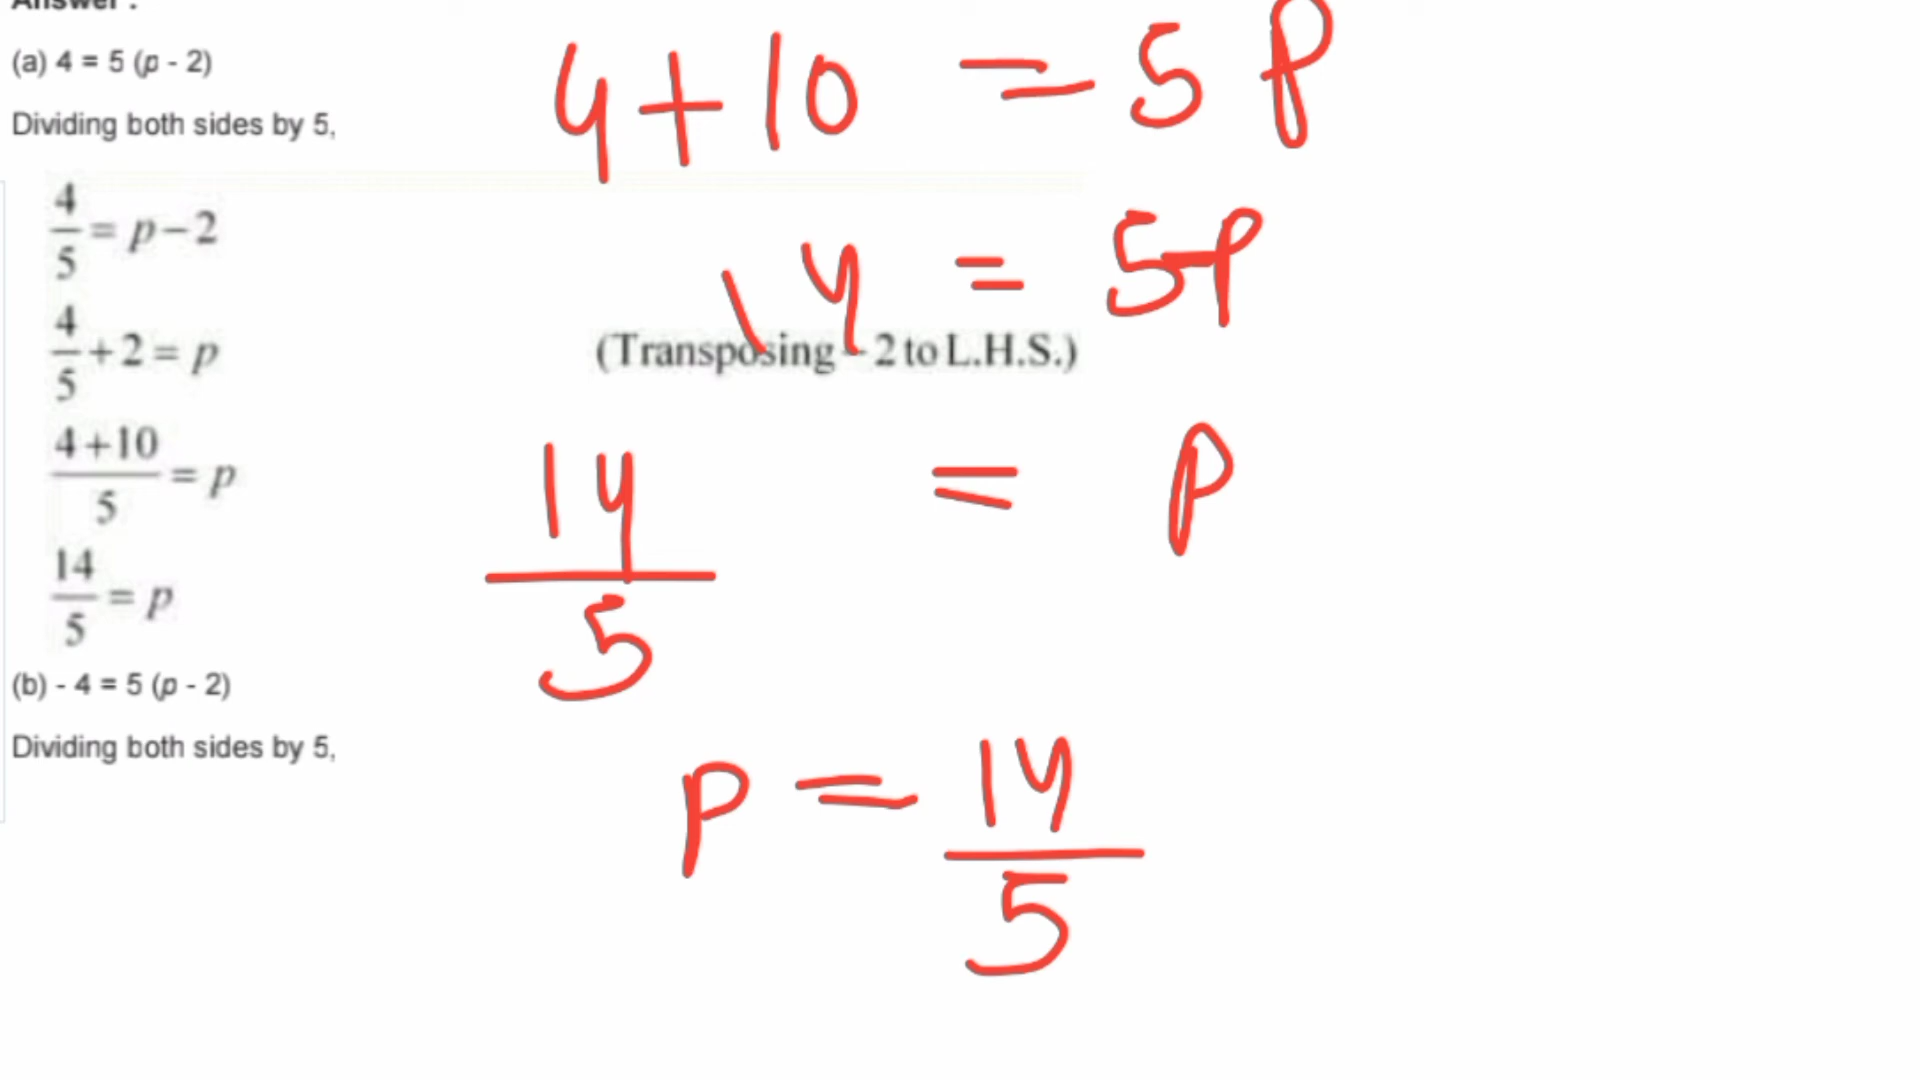 Answer :
(a) 4 = 5 (p - 2)
Dividing both sides by 5,
4/5 = p − 2
4/5 + 2 = p (Transposing − 2 to L.H.S.)
4+10/5 = p
14/5 = p
(b) - 4 = 5 (p - 2)
Dividing both sides by 5,
4+10 = 5p
14 = 5p
14/5 = p
p = 14/5